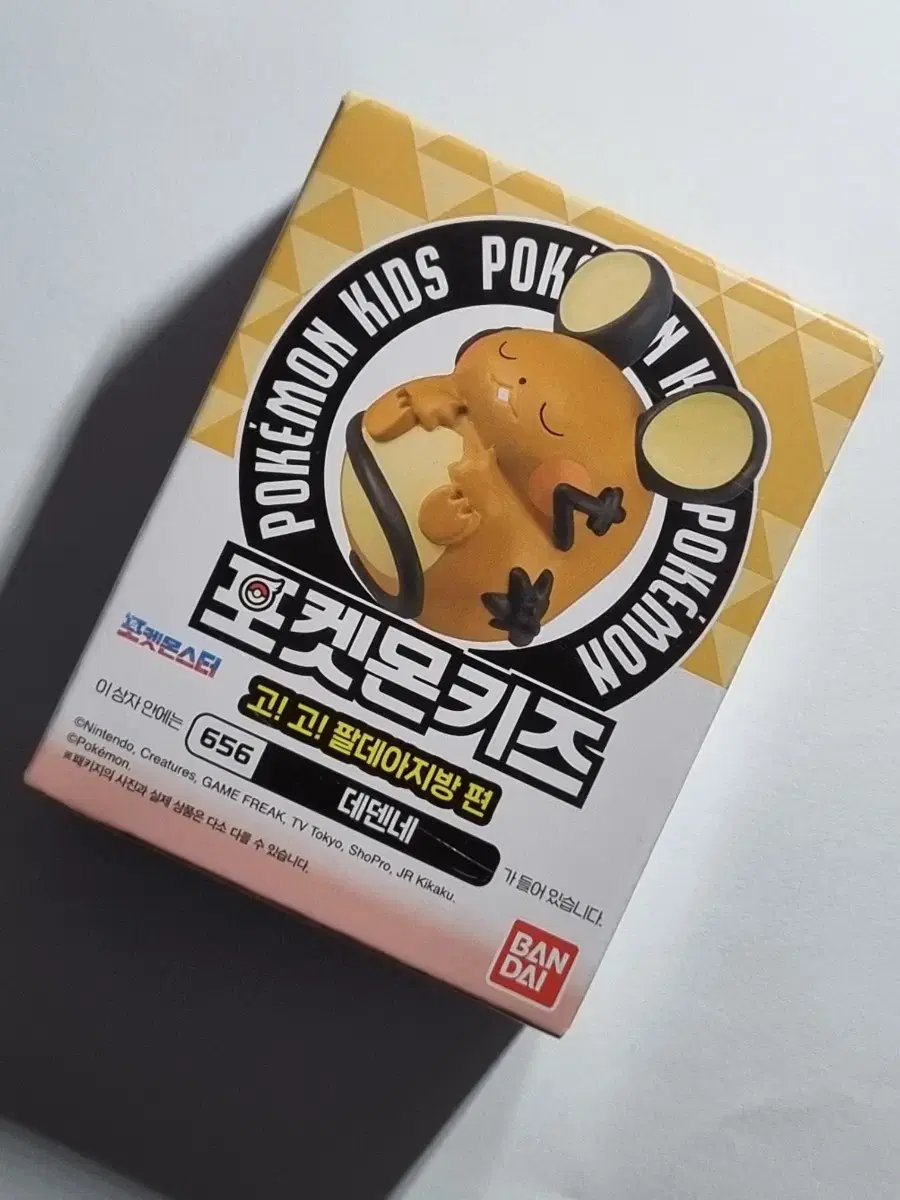 POKÉMON KIDS POKÉMON K
POKÉMON
포켓몬키즈
포켓몬스터
고! 고! 팔데아지방 편
이 상자 안에는
656
데덴네
가 들어 있습니다.
©Nintendo, Creatures, GAME FREAK, TV Tokyo, ShoPro, JR Kikaku.
©Pokémon.
※패키지의 사진과 실제 상품은 다소 다를 수 있습니다.
BAN
DAI